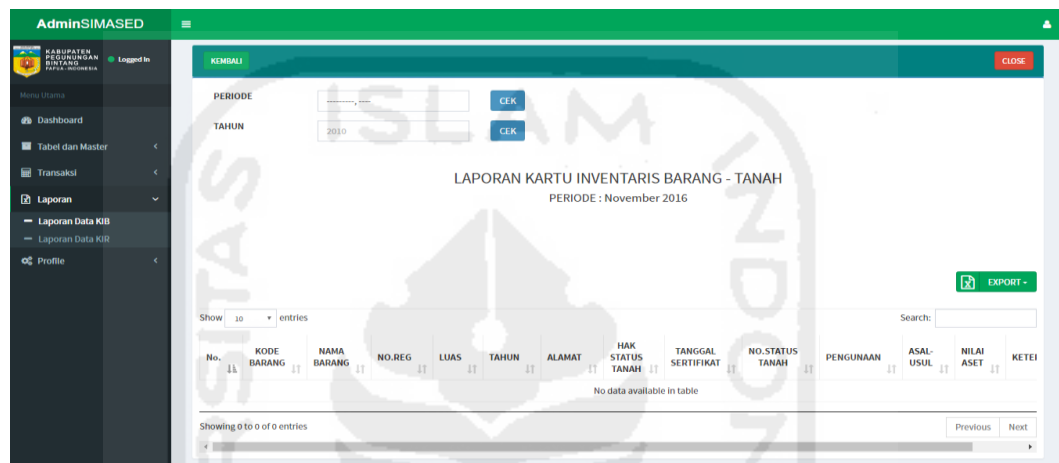 AdminSIMASED
KABUPATEN
PEGUNUNGAN
BINTANG
PAPUA-INDONESIA
Logged In
Menu Utama
Dashboard
Tabel dan Master
Transaksi
Laporan
Laporan Data KIB
Laporan Data KIR
Profile
KEMBALI
CLOSE
PERIODE
---------, ----
CEK
TAHUN
2010
CEK
LAPORAN KARTU INVENTARIS BARANG - TANAH
PERIODE : November 2016
EXPORT
Show 10 entries
Search:
No.
KODE
BARANG
NAMA
BARANG
NO.REG
LUAS
TAHUN
ALAMAT
HAK
STATUS
TANAH
TANGGAL
SERTIFIKAT
NO.STATUS
TANAH
PENGUNAAN
ASAL-
USUL
NILAI
ASET
KETEI
No data available in table
Showing 0 to 0 of 0 entries
Previous
Next
ISLAM
INDON